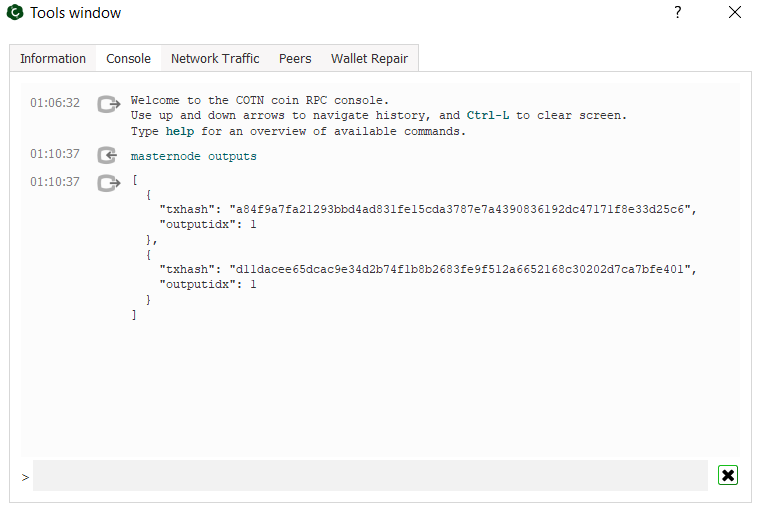 Tools window
?
Information Console Network Traffic Peers Wallet Repair
01:06:32 Welcome to the COTN coin RPC console.
Use up and down arrows to navigate history, and Ctrl-L to clear screen.
Type help for an overview of available commands.
01:10:37 masternode outputs
01:10:37 [
{
"txhash": "a84f9a7fa21293bbd4ad831fe15cda3787e7a4390836192dc47171f8e33d25c6",
"outputidx": 1
},
{
"txhash": "d11dacee65dcac9e34d2b74f1b8b2683fe9f512a6652168c30202d7ca7bfe401",
"outputidx": 1
}
]
>